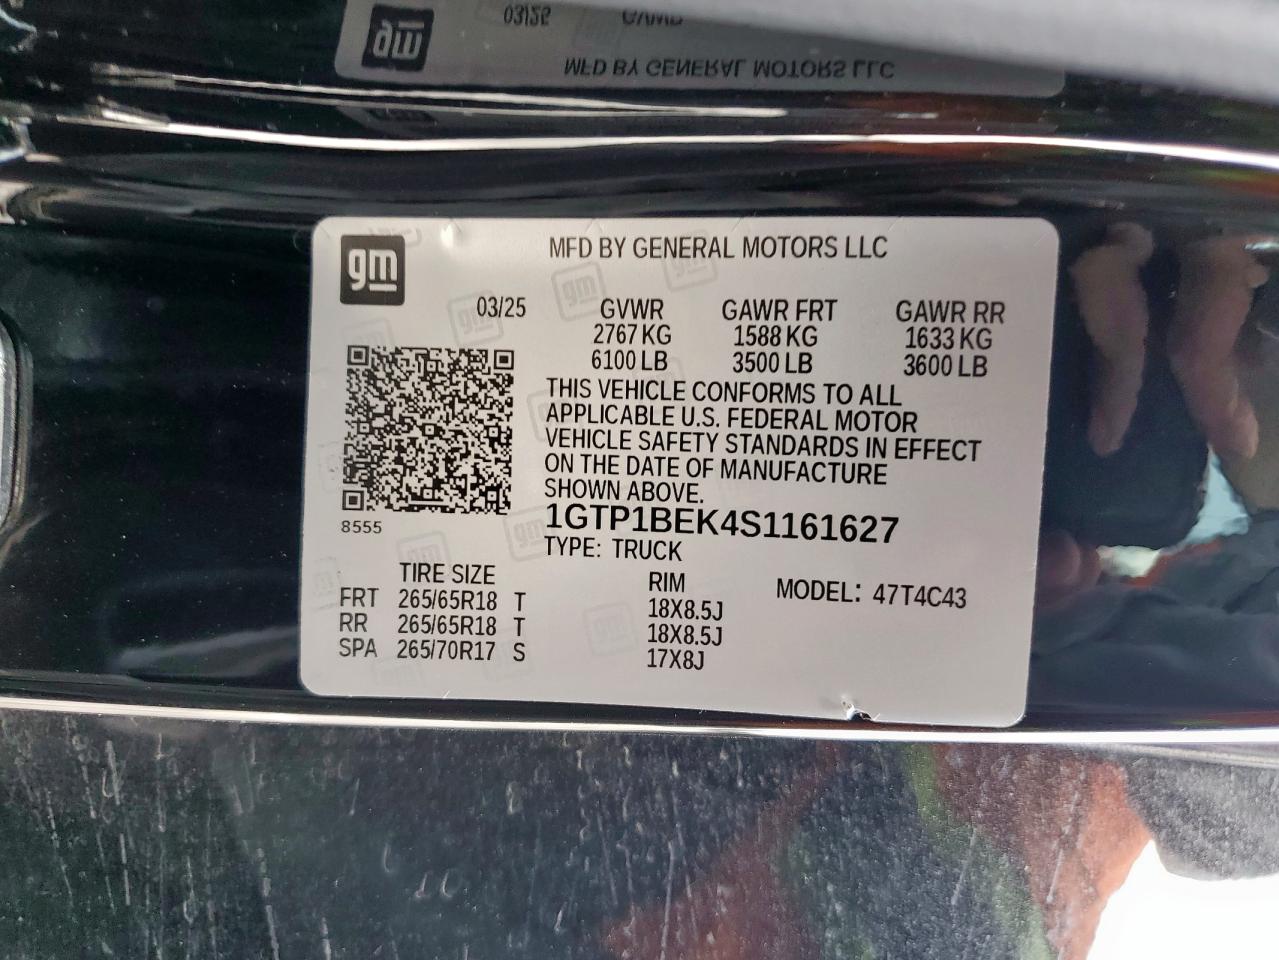 MFD BY GENERAL MOTORS LLC
gm
MFD BY GENERAL MOTORS LLC
03/25 GVWR GAWR FRT GAWR RR
2767 KG 1588 KG 1633 KG
6100 LB 3500 LB 3600 LB
THIS VEHICLE CONFORMS TO ALL
APPLICABLE U.S. FEDERAL MOTOR
VEHICLE SAFETY STANDARDS IN EFFECT
ON THE DATE OF MANUFACTURE
SHOWN ABOVE.
8555
1GTP1BEK4S1161627
TYPE: TRUCK
TIRE SIZE RIM MODEL: 47T4C43
FRT 265/65R18 T 18X8.5J
RR 265/65R18 T 18X8.5J
SPA 265/70R17 S 17X8J